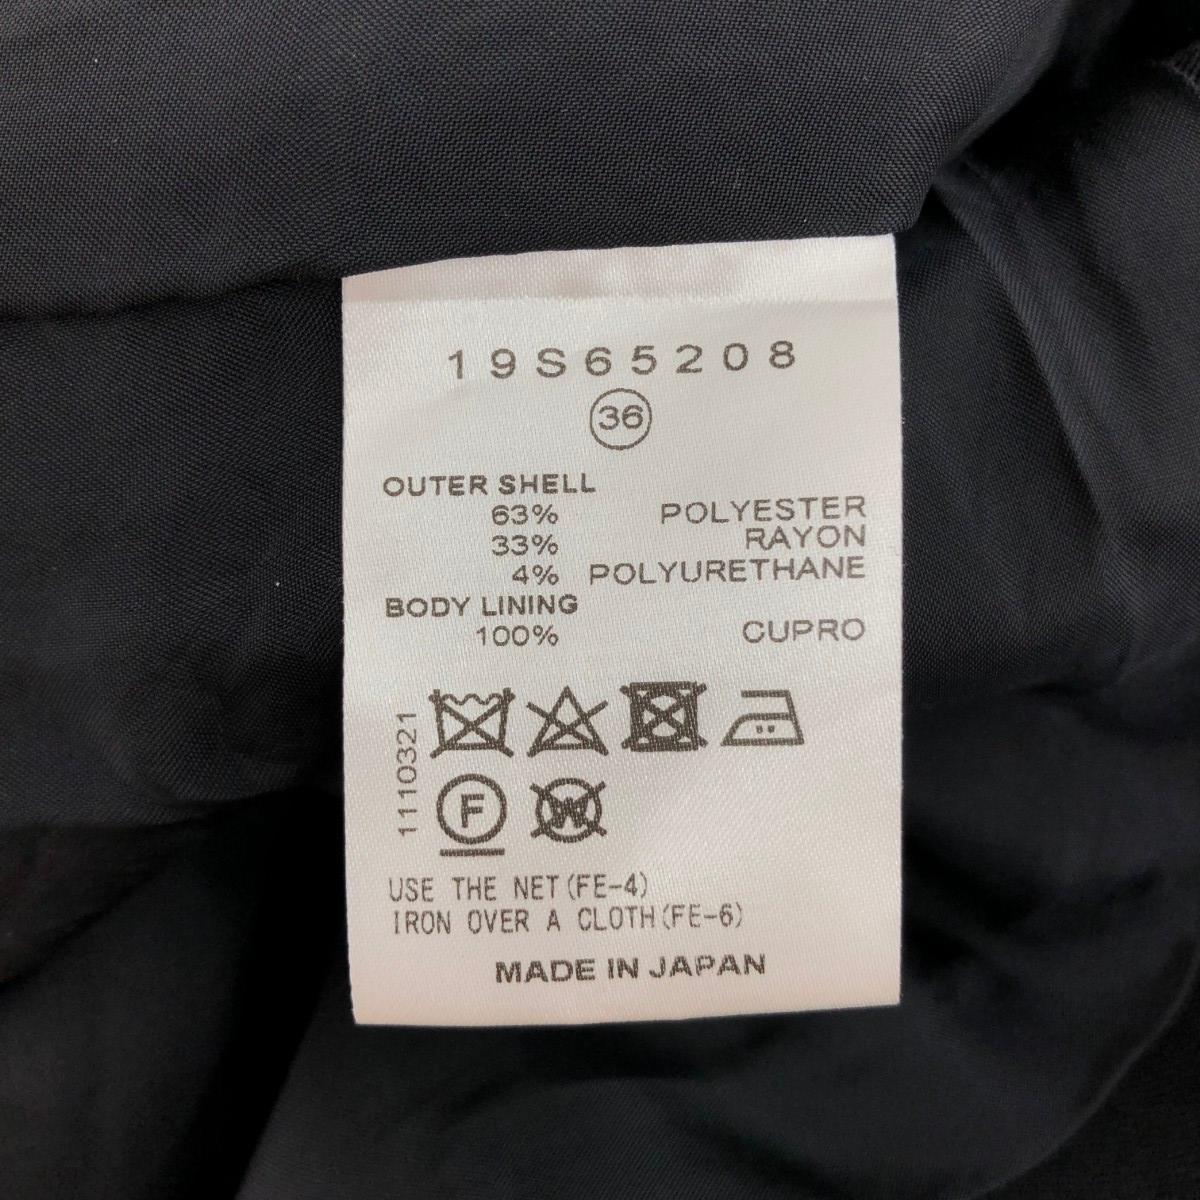 19S65208
36
OUTER SHELL
63% POLYESTER
33% RAYON
4% POLYURETHANE
BODY LINING
100% CUPRO
1110321
F
W
USE THE NET(FE-4)
IRON OVER A CLOTH(FE-6)
MADE IN JAPAN